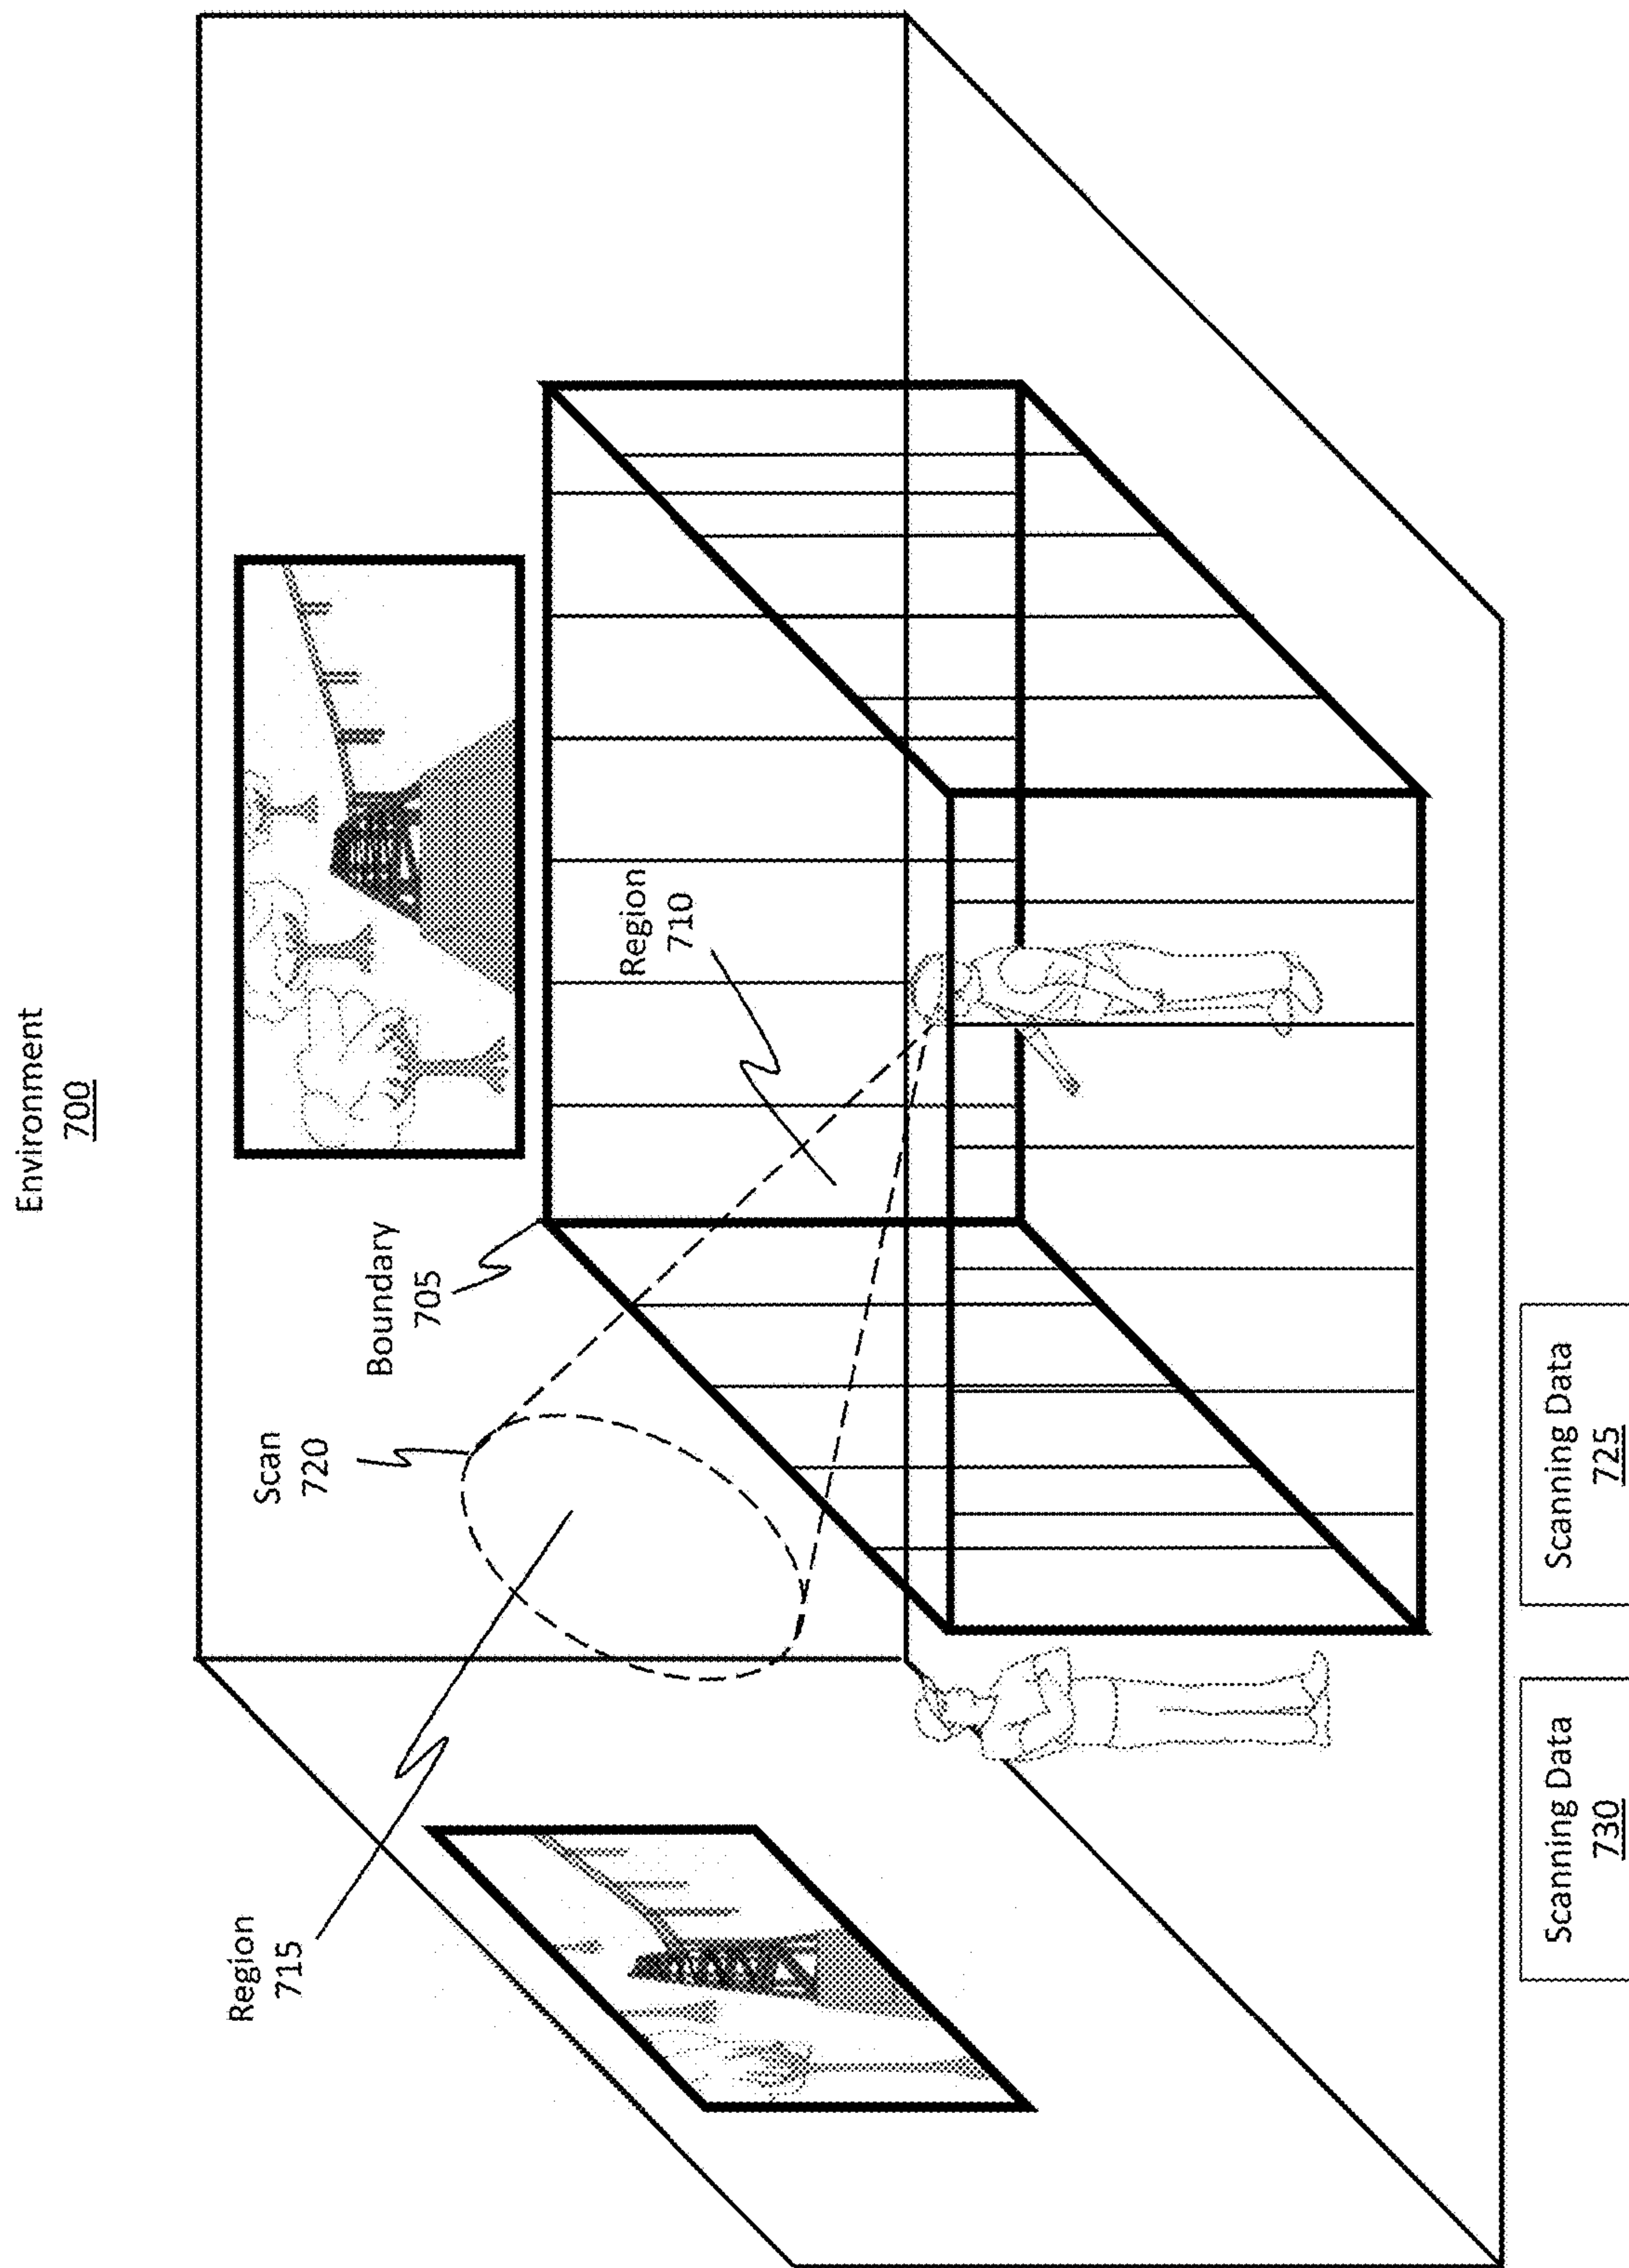 Environment
700
Region
715
Scan
720
Boundary
705
Region
710
Scanning Data
730
Scanning Data
725